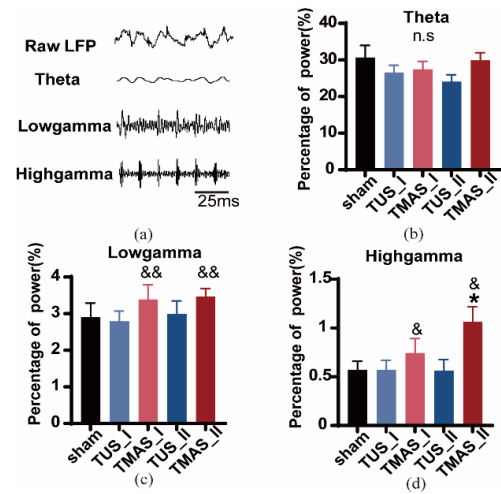 Raw LFP
Theta
Lowgamma
Highgamma
25ms
(a)
Theta
n.s
Percentage of power(%)
40
30
20
10
0
sham
TUS_I
TMAS_I
TUS_II
TMAS_II
(b)
Lowgamma
&& &&
Percentage of power(%)
4
3
2
1
0
sham
TUS_I
TMAS_I
TUS_II
TMAS_II
(c)
Highgamma
&
&
*
Percentage of power(%)
1.5
1
0.5
0
sham
TUS_I
TMAS_I
TUS_II
TMAS_II
(d)